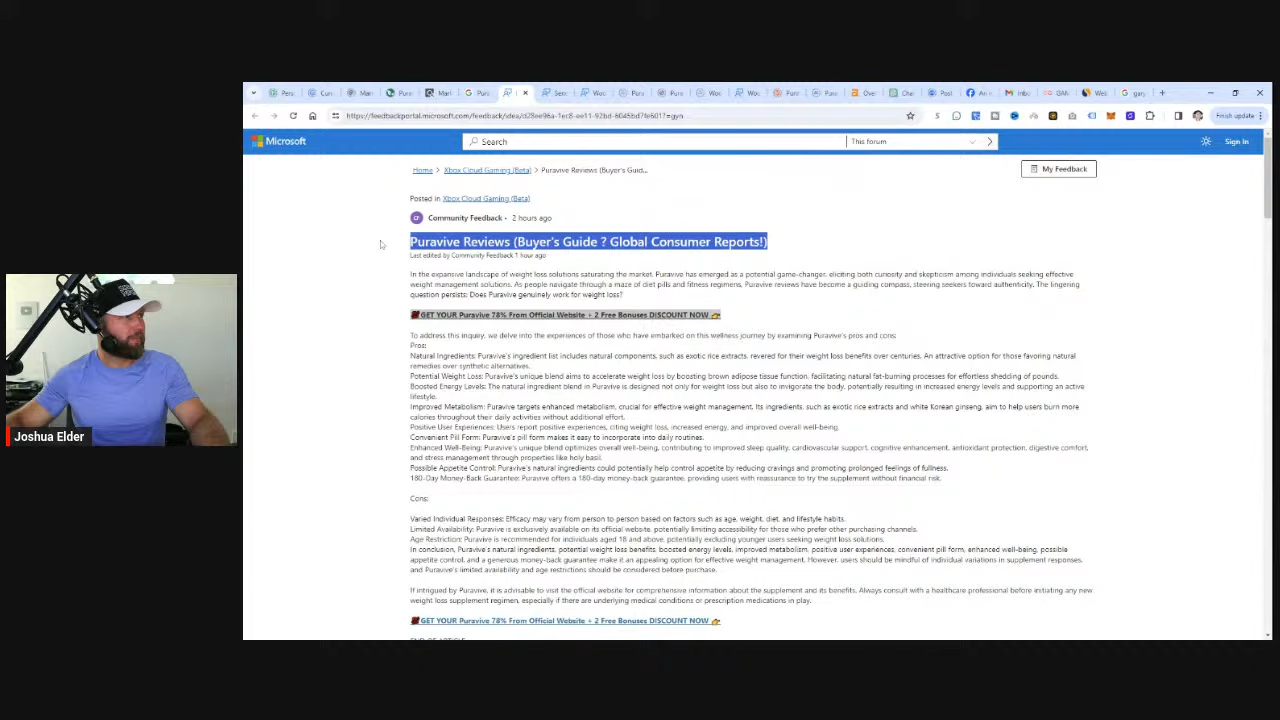 https://feedbackportal.microsoft.com/feedback/idea/d28ee96a-1ec8-ee11-92bd-6045bd7fe601?=gyn
Finish update
Microsoft
Search
This forum
Sign in
Home > Xbox Cloud Gaming (Beta) > Puravive Reviews (Buyer's Guid...
My Feedback
Posted in Xbox Cloud Gaming (Beta)
CF Community Feedback • 2 hours ago
Puravive Reviews (Buyer's Guide ? Global Consumer Reports!)
Last edited by Community Feedback 1 hour ago
In the expansive landscape of weight loss solutions saturating the market, Puravive has emerged as a potential game-changer, eliciting both curiosity and skepticism among individuals seeking effective
weight management solutions. As people navigate through a maze of diet pills and fitness regimens, Puravive reviews have become a guiding compass, steering seekers toward authenticity. The lingering
question persists: Does Puravive genuinely work for weight loss?
GET YOUR Puravive 78% From Official Website + 2 Free Bonuses DISCOUNT NOW
To address this inquiry, we delve into the experiences of those who have embarked on this wellness journey by examining Puravive's pros and cons:
Pros:
Natural Ingredients: Puravive's ingredient list includes natural components, such as exotic rice extracts, revered for their weight loss benefits over centuries. An attractive option for those favoring natural
remedies over synthetic alternatives.
Potential Weight Loss: Puravive's unique blend aims to accelerate weight loss by boosting brown adipose tissue function, facilitating natural fat-burning processes for effortless shedding of pounds.
Boosted Energy Levels: The natural ingredient blend in Puravive is designed not only for weight loss but also to invigorate the body, potentially resulting in increased energy levels and supporting an active
lifestyle.
Improved Metabolism: Puravive targets enhanced metabolism, crucial for effective weight management. Its ingredients, such as exotic rice extracts and white Korean ginseng, aim to help users burn more
calories throughout their daily activities without additional effort.
Positive User Experiences: Users report positive experiences, citing weight loss, increased energy, and improved overall well-being.
Convenient Pill Form: Puravive's pill form makes it easy to incorporate into daily routines.
Enhanced Well-Being: Puravive's unique blend optimizes overall well-being, contributing to improved sleep quality, cardiovascular support, cognitive enhancement, antioxidant protection, digestive comfort,
and stress management through properties like holy basil.
Possible Appetite Control: Puravive's natural ingredients could potentially help control appetite by reducing cravings and promoting prolonged feelings of fullness.
180-Day Money-Back Guarantee: Puravive offers a 180-day money-back guarantee, providing users with reassurance to try the supplement without financial risk.
Cons:
Varied Individual Responses: Efficacy may vary from person to person based on factors such as age, weight, diet, and lifestyle habits.
Limited Availability: Puravive is exclusively available on its official website, potentially limiting accessibility for those who prefer other purchasing channels.
Age Restriction: Puravive is recommended for individuals aged 18 and above, potentially excluding younger users seeking weight loss solutions.
In conclusion, Puravive's natural ingredients, potential weight loss benefits, boosted energy levels, improved metabolism, positive user experiences, convenient pill form, enhanced well-being, possible
appetite control, and a generous money-back guarantee make it an appealing option for effective weight management. However, users should be mindful of individual variations in supplement responses,
and Puravive's limited availability and age restrictions should be considered before purchase.
If intrigued by Puravive, it is advisable to visit the official website for comprehensive information about the supplement and its benefits. Always consult with a healthcare professional before initiating any new
weight loss supplement regimen, especially if there are underlying medical conditions or prescription medications in play.
GET YOUR Puravive 78% From Official Website + 2 Free Bonuses DISCOUNT NOW
END OF ARTICLE
Joshua Elder